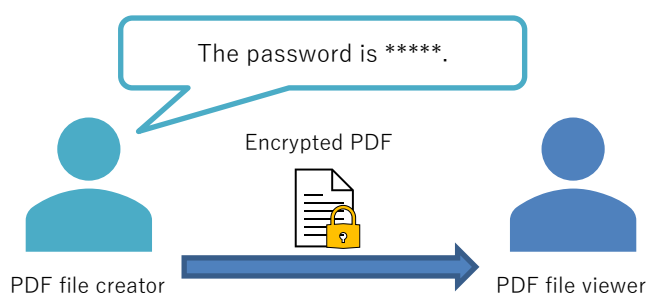 The password is *****.
Encrypted PDF
PDF file creator
PDF file viewer